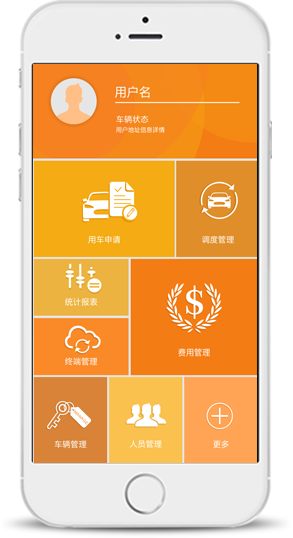 用户名
车辆状态
用户地址信息详情
用车申请
调度管理
统计报表
费用管理
终端管理
车辆管理
人员管理
更多